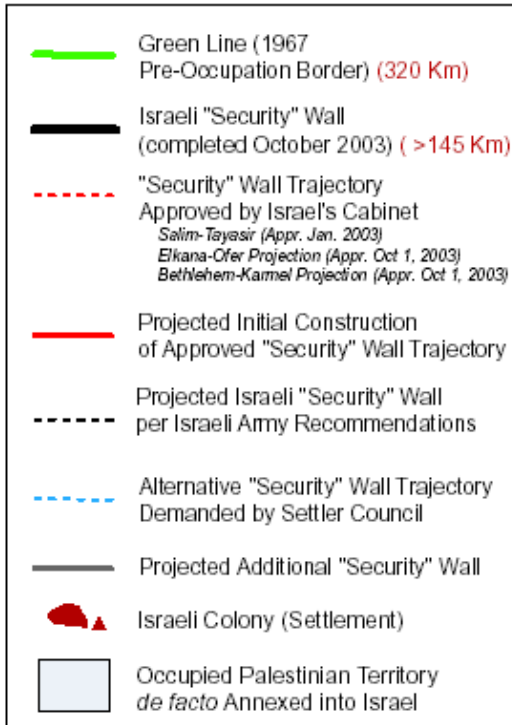 Green Line (1967
Pre-Occupation Border) (320 Km)
Israeli "Security" Wall
(completed October 2003) ( >145 Km)
"Security" Wall Trajectory
Approved by Israel's Cabinet
Salim-Tayasir (Appr. Jan. 2003)
Elkana-Ofer Projection (Appr. Oct 1, 2003)
Bethlehem-Karmel Projection (Appr. Oct 1, 2003)
Projected Initial Construction
of Approved "Security" Wall Trajectory
Projected Israeli "Security" Wall
per Israeli Army Recommendations
Alternative "Security" Wall Trajectory
Demanded by Settler Council
Projected Additional "Security" Wall
Israeli Colony (Settlement)
Occupied Palestinian Territory
de facto Annexed into Israel